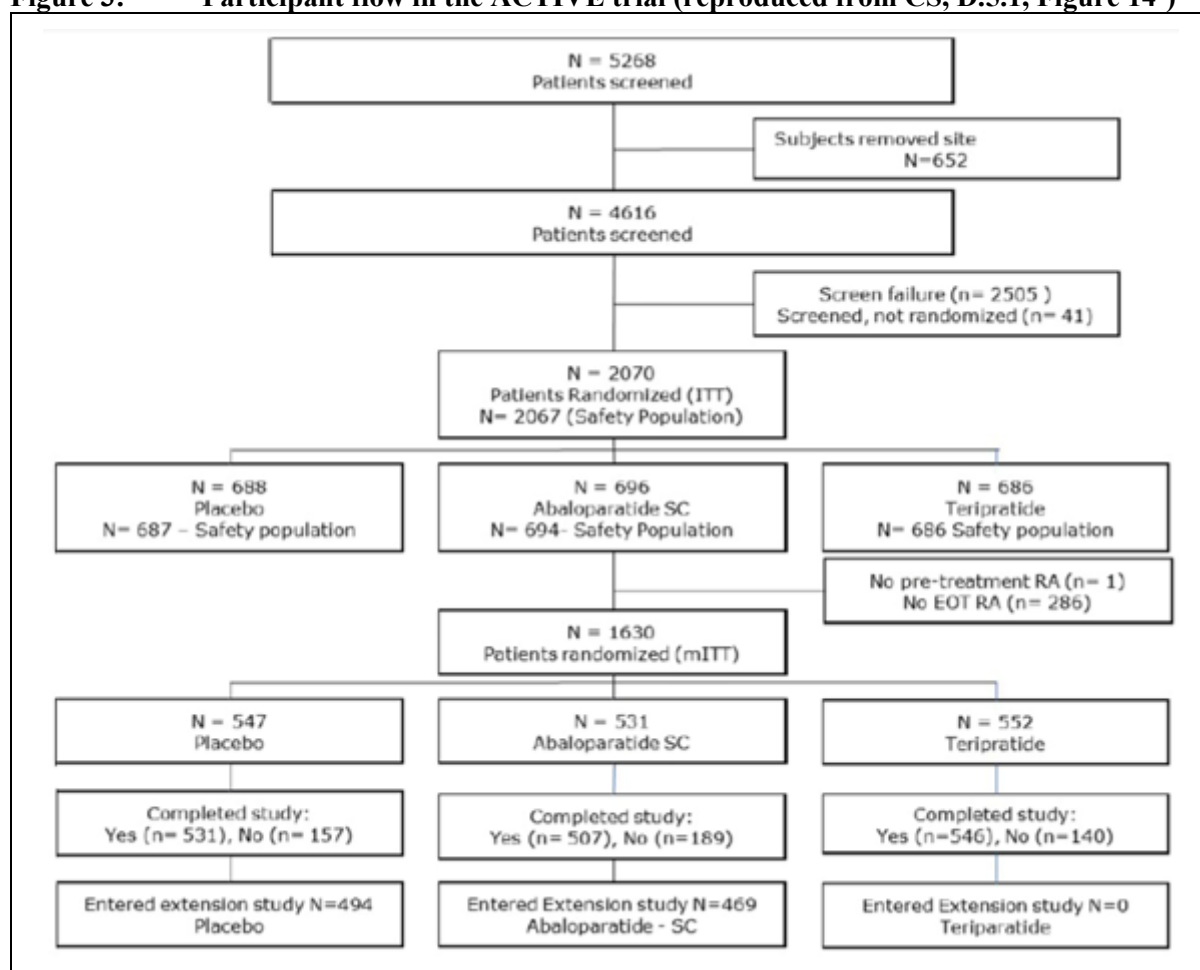 Figure 3: Participant flow in the ACTIVE trial (reproduced from CS, D.3.1, Figure 14 )
N = 5268
Patients screened
Subjects removed site
N=652
N = 4616
Patients screened
Screen failure (n= 2505 )
Screened, not randomized (n= 41)
N = 2070
Patients Randomized (ITT)
N= 2067 (Safety Population)
N = 688
Placebo
N= 687 – Safety population
N = 696
Abaloparatide SC
N= 694- Safety Population
N = 686
Teripratide
N= 686 Safety population
No pre-treatment RA (n= 1)
No EOT RA (n= 286)
N = 1630
Patients randomized (mITT)
N = 547
Placebo
N = 531
Abaloparatide SC
N = 552
Teripratide
Completed study:
Yes (n= 531), No (n= 157)
Completed study:
Yes (n= 507), No (n=189)
Completed study:
Yes (n=546), No (n=140)
Entered extension study N=494
Placebo
Entered Extension study N=469
Abaloparatide - SC
Entered Extension study N=0
Teriparatide